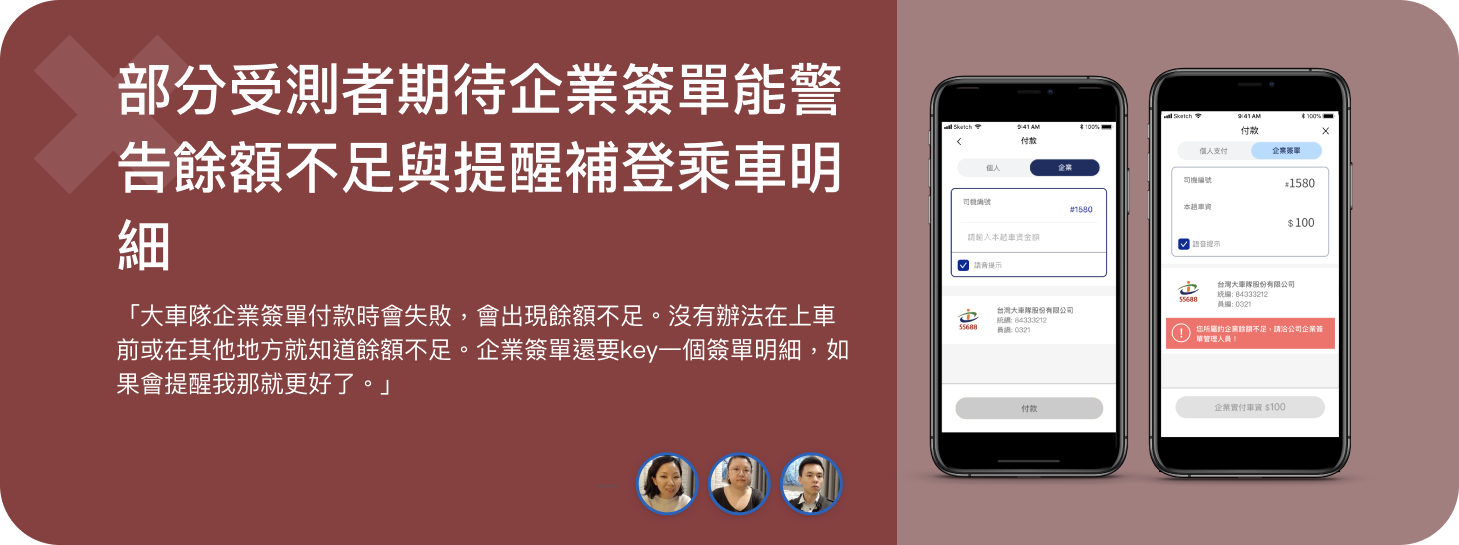 部分受測者期待企業簽單能警
告餘額不足與提醒補登乘車明
細
「大車隊企業簽單付款時會失敗，會出現餘額不足。沒有辦法在上車
前或在其他地方就知道餘額不足。企業簽單還要key一個簽單明細，如
果會提醒我那就更好了。」
Sketch 9:41 AM 100%
付款
個人 企業
司機編號
#1580
請輸入本趟車資金額
語音提示
55688
台灣大車隊股份有限公司
統編: 84333212
員編: 0321
付款
Sketch 9:41 AM 100%
付款
個人支付 企業簽單
司機編號
#1580
本趟車資
$100
語音提示
55688
台灣大車隊股份有限公司
統編: 84333212
員編: 0321
您所屬的企業餘額不足，請洽公司企業簽
單管理人員！
企業實付車資 $100